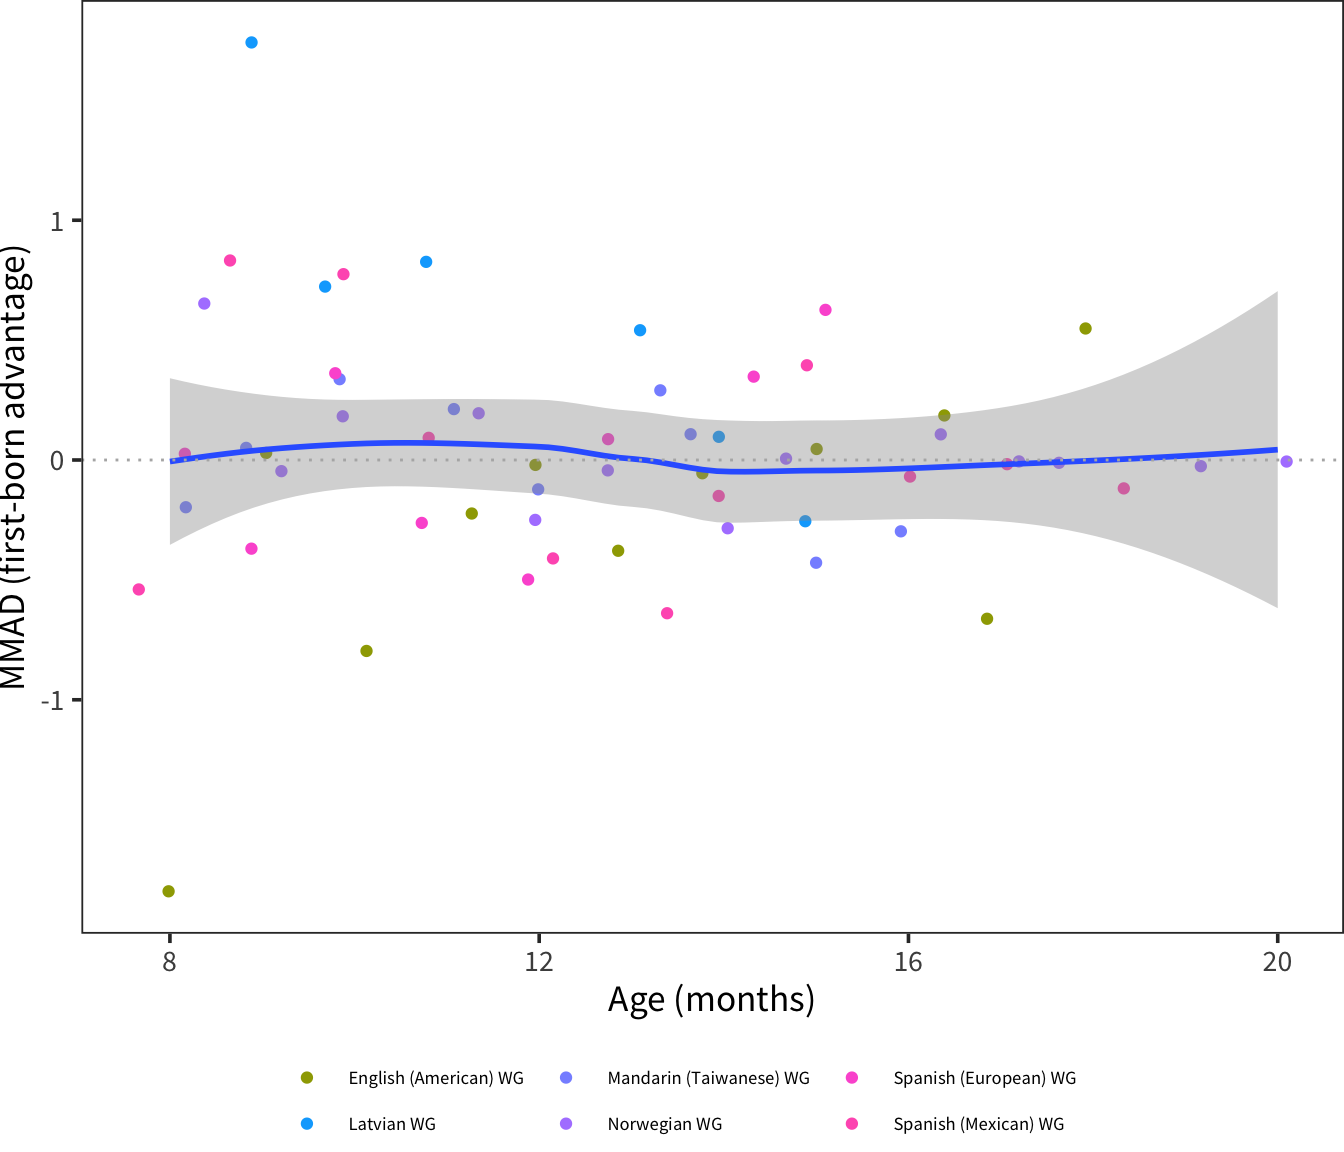 MMAD (first-born advantage)
1
0
-1
8 12 16 20
Age (months)
English (American) WG Mandarin (Taiwanese) WG Spanish (European) WG
Latvian WG Norwegian WG Spanish (Mexican) WG